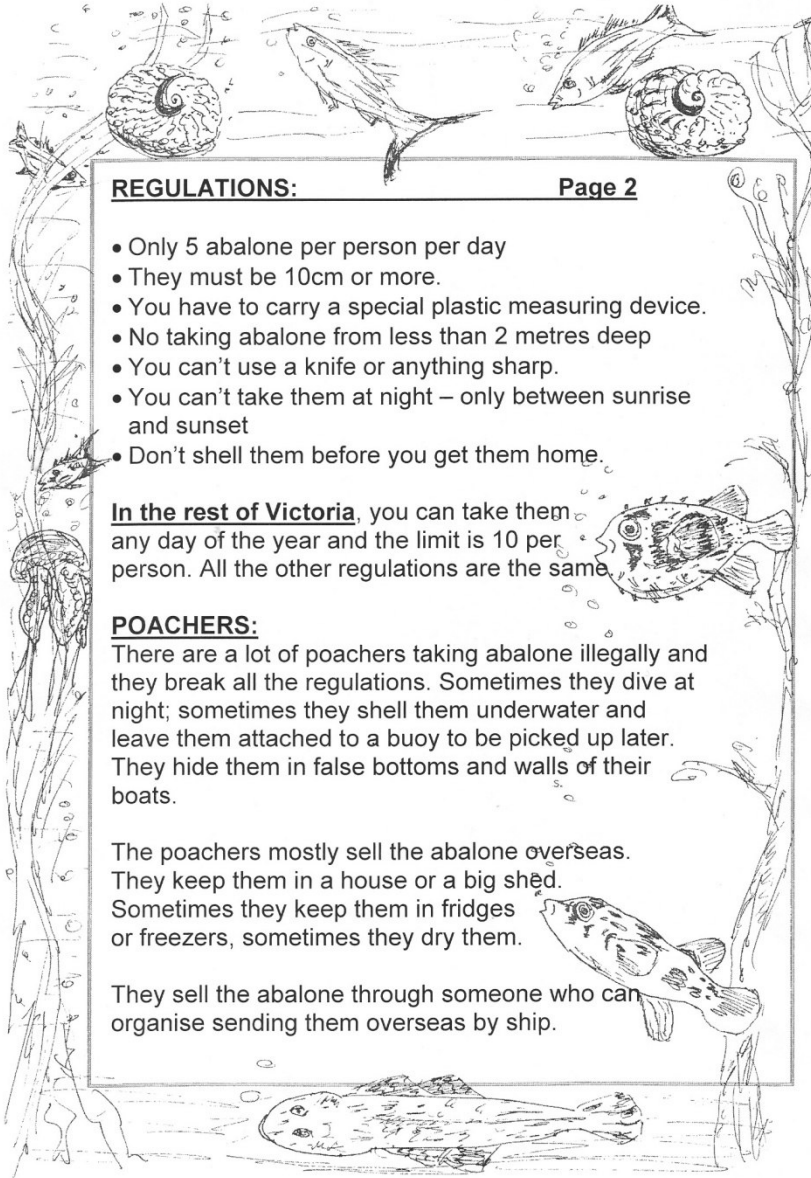 REGULATIONS: Page 2
• Only 5 abalone per person per day
• They must be 10cm or more.
• You have to carry a special plastic measuring device.
• No taking abalone from less than 2 metres deep
• You can't use a knife or anything sharp.
• You can't take them at night – only between sunrise
and sunset
• Don't shell them before you get them home.
In the rest of Victoria, you can take them
any day of the year and the limit is 10 per
person. All the other regulations are the same
POACHERS:
There are a lot of poachers taking abalone illegally and
they break all the regulations. Sometimes they dive at
night; sometimes they shell them underwater and
leave them attached to a buoy to be picked up later.
They hide them in false bottoms and walls of their
boats.
The poachers mostly sell the abalone overseas.
They keep them in a house or a big shed.
Sometimes they keep them in fridges
or freezers, sometimes they dry them.
They sell the abalone through someone who can
organise sending them overseas by ship.